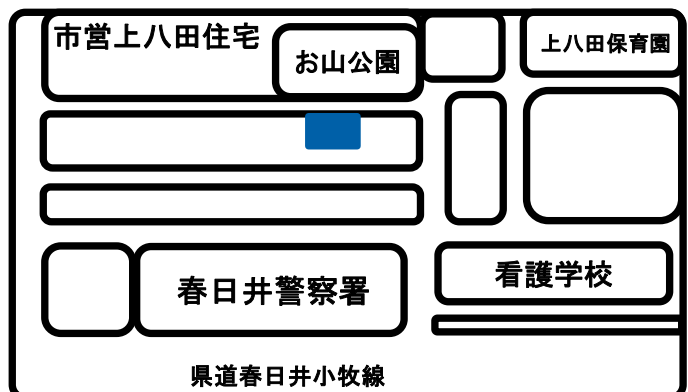 市営上八田住宅
お山公園
上八田保育園
看護学校
春日井警察署
県道春日井小牧線